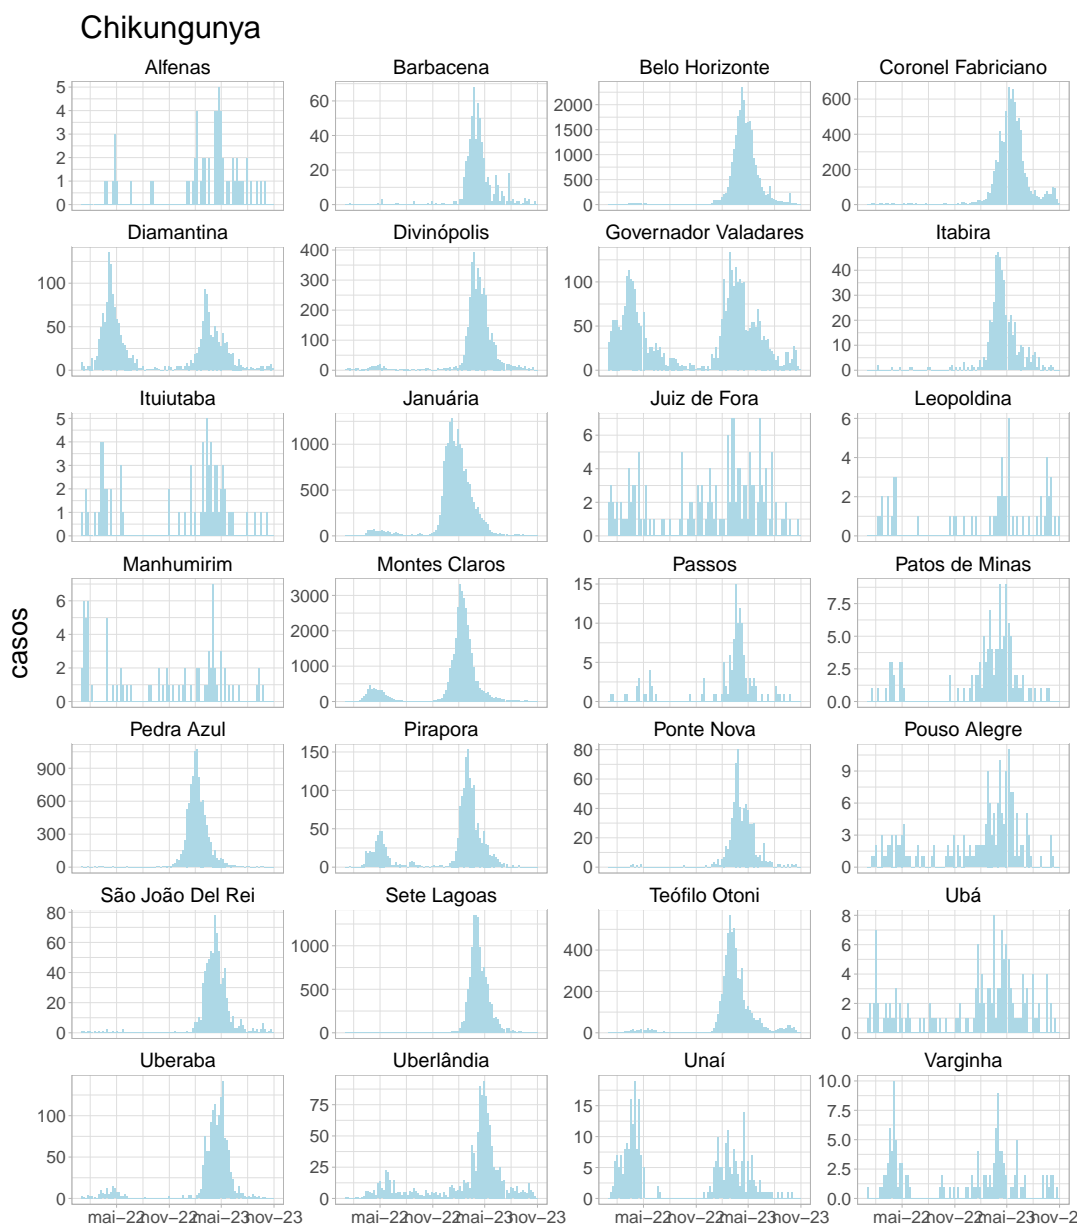 Chikungunya
Alfenas Barbacena Belo Horizonte Coronel Fabriciano
5 4 3 2 1 0
60 40 20 0
2000 1500 1000 500 0
600 400 200 0
Diamantina Divinópolis Governador Valadares Itabira
100 50 0
400 300 200 100 0
100 50 0
40 30 20 10 0
Ituiutaba Januária Juiz de Fora Leopoldina
5 4 3 2 1 0
1000 500 0
6 4 2 0
6 4 2 0
Manhumirim Montes Claros Passos Patos de Minas
6 4 2 0
3000 2000 1000 0
15 10 5 0
7.5 5.0 2.5 0.0
casos
Pedra Azul Pirapora Ponte Nova Pouso Alegre
900 600 300 0
150 100 50 0
80 60 40 20 0
9 6 3 0
São João Del Rei Sete Lagoas Teófilo Otoni Ubá
80 60 40 20 0
1000 500 0
400 200 0
8 6 4 2 0
Uberaba Uberlândia Unaí Varginha
100 50 0
75 50 25 0
15 10 5 0
10.0 7.5 5.0 2.5 0.0
mai–22 nov–22 mai–23 nov–23 mai–22 nov–22 mai–23 nov–23 mai–22 nov–22 mai–23 nov–23 mai–22 nov–22 mai–23 nov–2